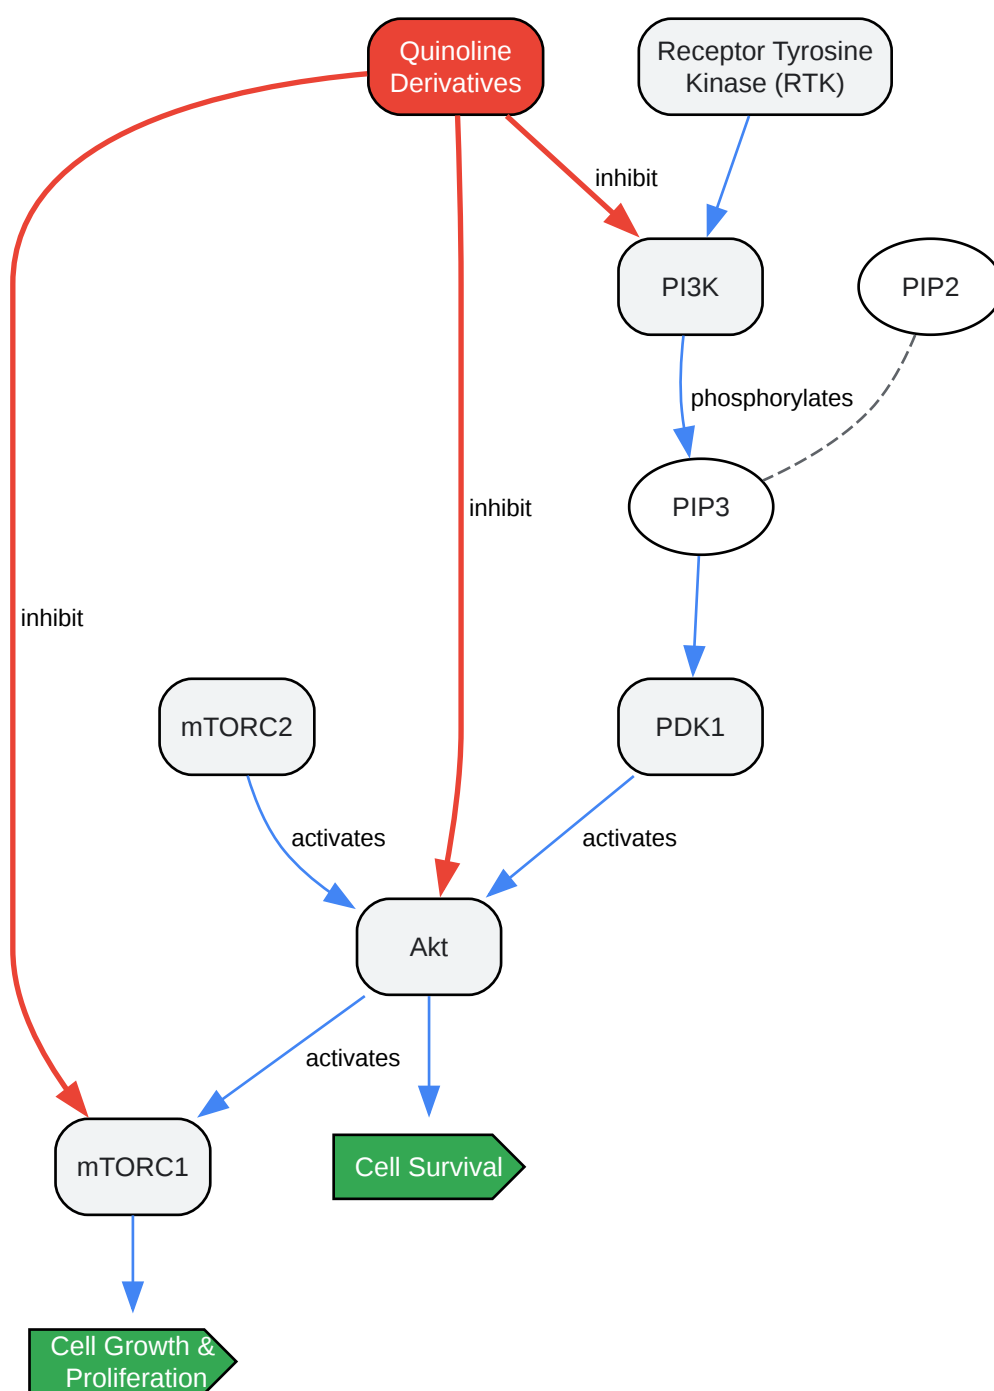 Quinoline
Derivatives
Receptor Tyrosine
Kinase (RTK)
inhibit
PI3K
PIP2
phosphorylates
PIP3
inhibit
inhibit
mTORC2
PDK1
activates
activates
Akt
activates
mTORC1
Cell Survival
Cell Growth &
Proliferation